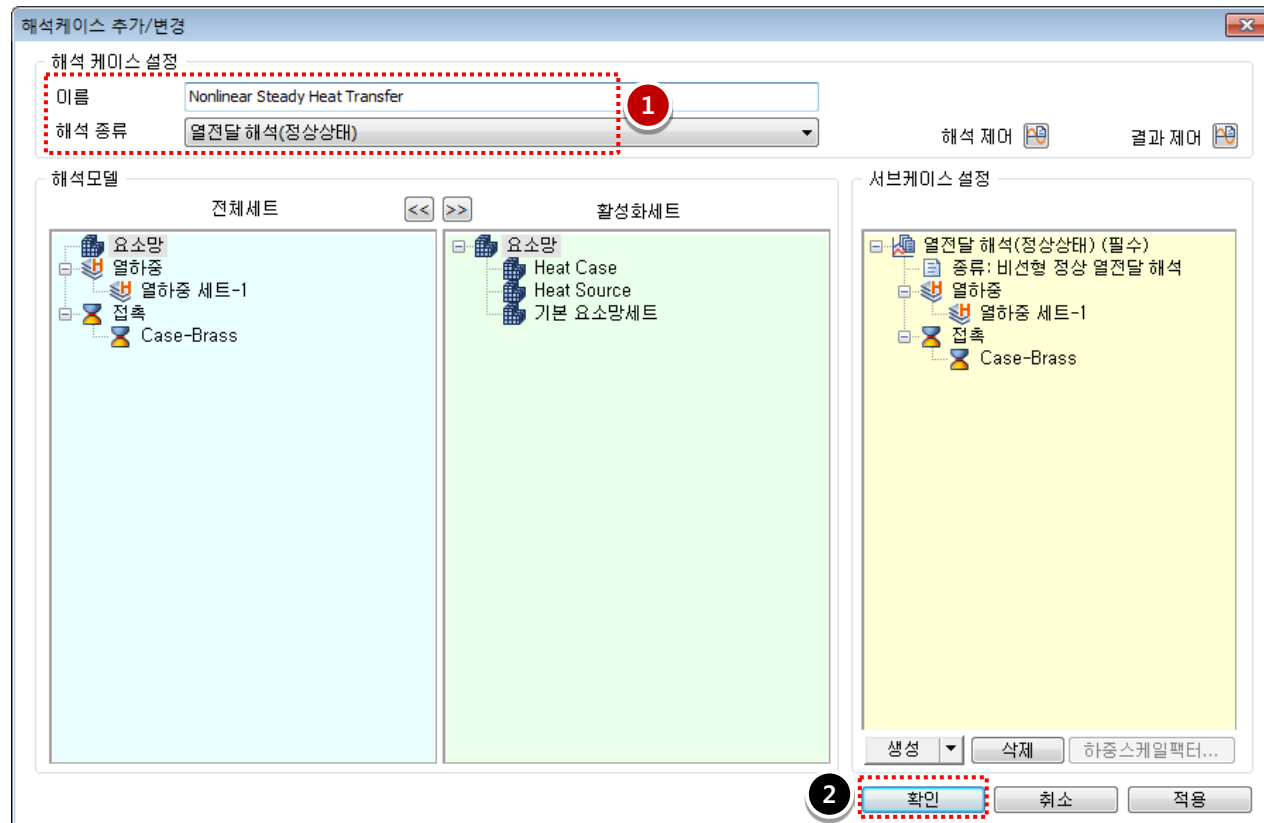 해석케이스 추가/변경
해석 케이스 설정
이름 Nonlinear Steady Heat Transfer
1
해석 종류 열전달 해석(정상상태)
해석 제어 결과 제어
해석모델
전체세트 << >> 활성화세트
요소망
열하중
열하중 세트-1
접촉
Case-Brass
요소망
Heat Case
Heat Source
기본 요소망세트
서브케이스 설정
열전달 해석(정상상태) (필수)
종류: 비선형 정상 열전달 해석
열하중
열하중 세트-1
접촉
Case-Brass
생성 삭제 하중스케일팩터...
2
확인 취소 적용